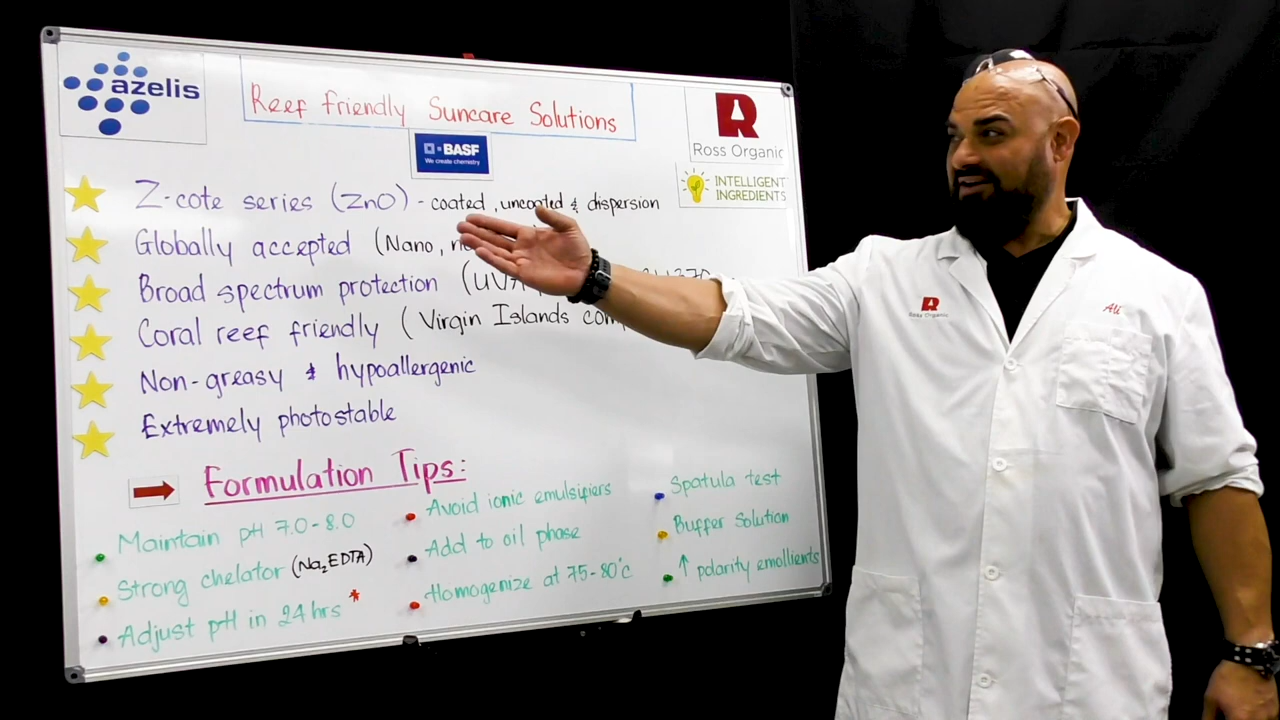 azelis
Reef friendly Suncare Solutions
BASF
We create chemistry
Ross Organic
INTELLIGENT
INGREDIENTS
Z-cote series (ZnO) - coated, uncoated & dispersion
Globally accepted (Nano,
Broad spectrum protection (UVA
Coral reef friendly (Virgin Islands
Non-greasy & hypoallergenic
Extremely photostable
Formulation Tips:
Maintain pH 7.0-8.0
Strong chelator (Na₂EDTA)
Adjust pH in 24 hrs *
Avoid ionic emulsifiers
Add to oil phase
Homogenize at 75-80°c
Spatula test
Buffer Solution
↑ polarity emollients
R
Ross Organic
Ali